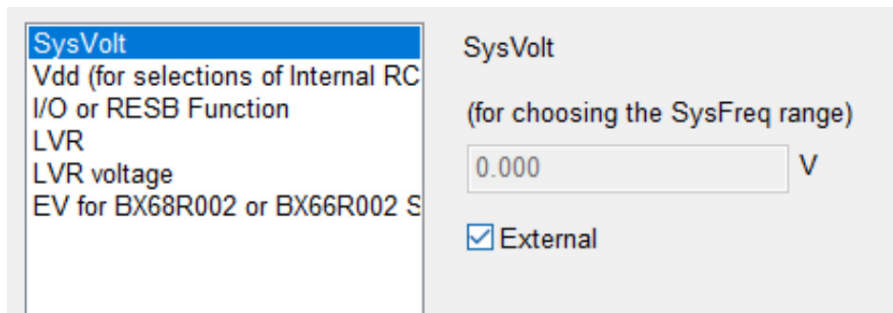 SysVolt
Vdd (for selections of Internal RC
I/O or RESB Function
LVR
LVR voltage
EV for BX68R002 or BX66R002 S
SysVolt
(for choosing the SysFreq range)
0.000 V
External